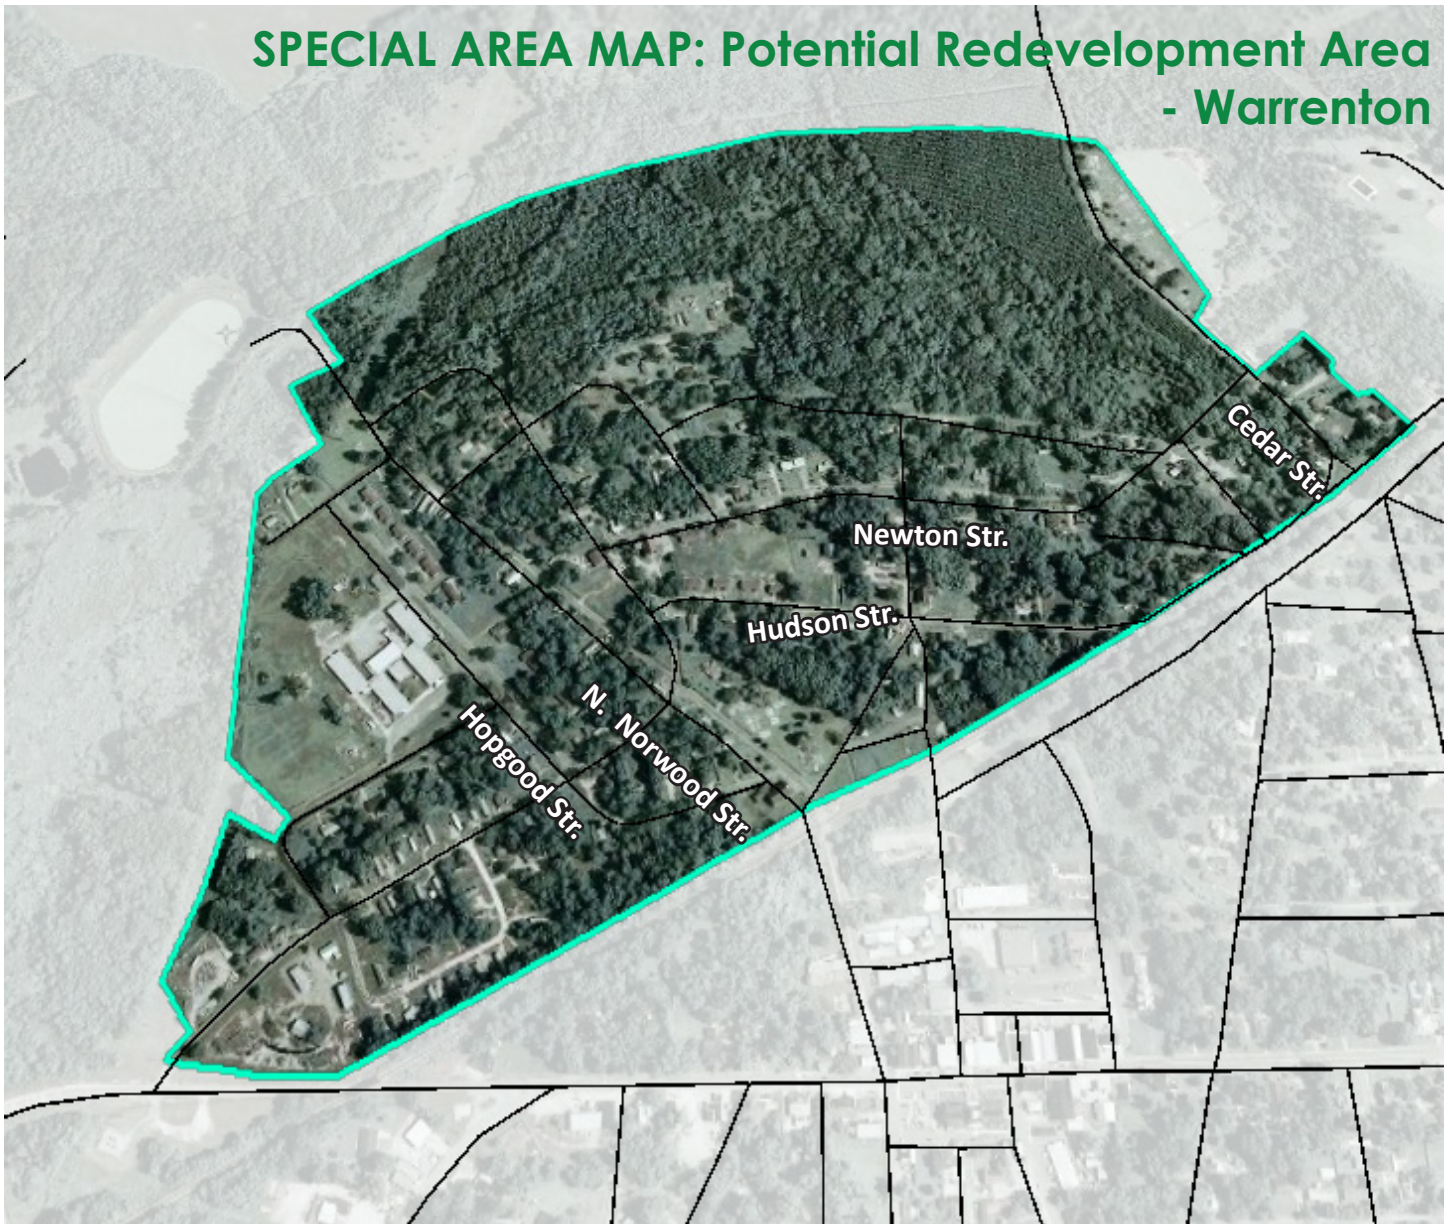 SPECIAL AREA MAP: Potential Redevelopment Area
- Warrenton
Cedar Str.
Newton Str.
Hudson Str.
N. Norwood Str.
Hopgood Str.